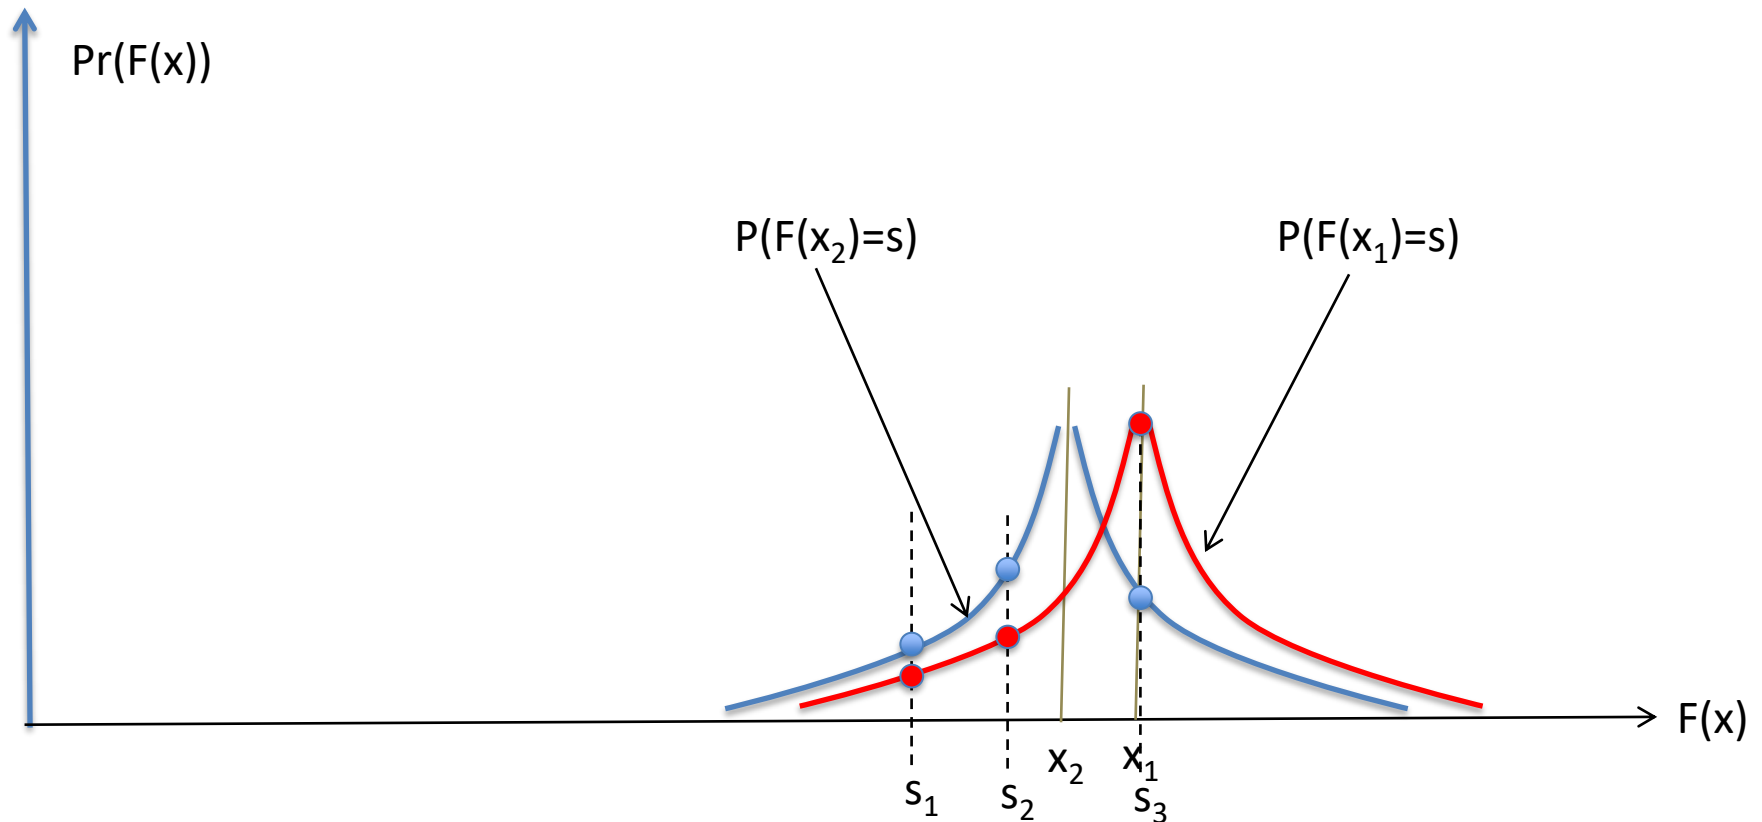 Pr(F(x))
P(F(x₂)=s)
P(F(x₁)=s)
F(x)
x₂
x₁
s₁
s₂
s₃